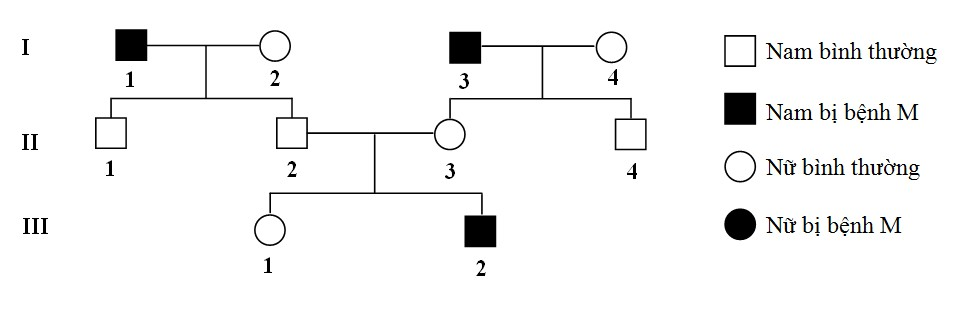 I
1
2
3
4
II
1
2
3
4
III
1
2
Nam bình thường
Nam bị bệnh M
Nữ bình thường
Nữ bị bệnh M